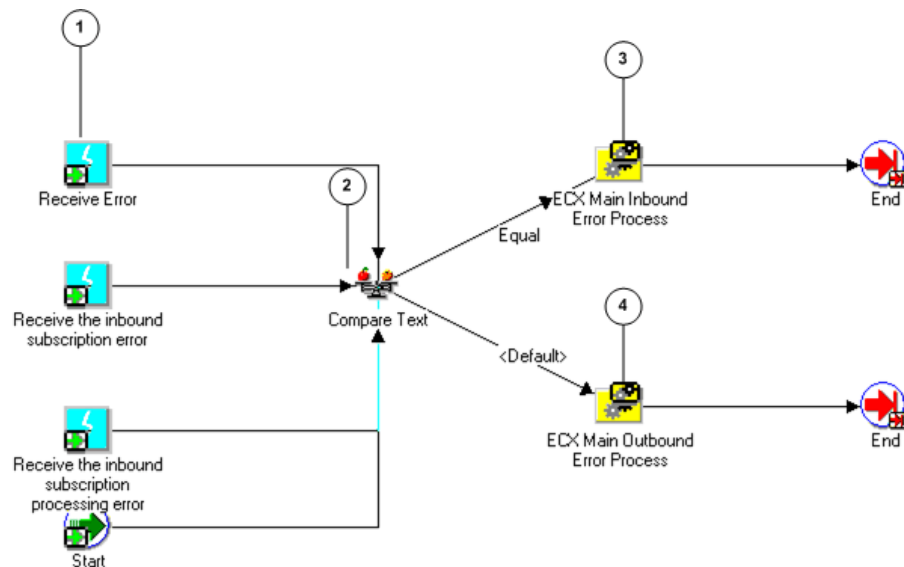 1
3
2
Receive Error
ECX Main Inbound
Error Process
End
Equal
Receive the inbound
subscription error
Compare Text
4
<Default>
Receive the inbound
subscription
processing error
ECX Main Outbound
Error Process
End
Start